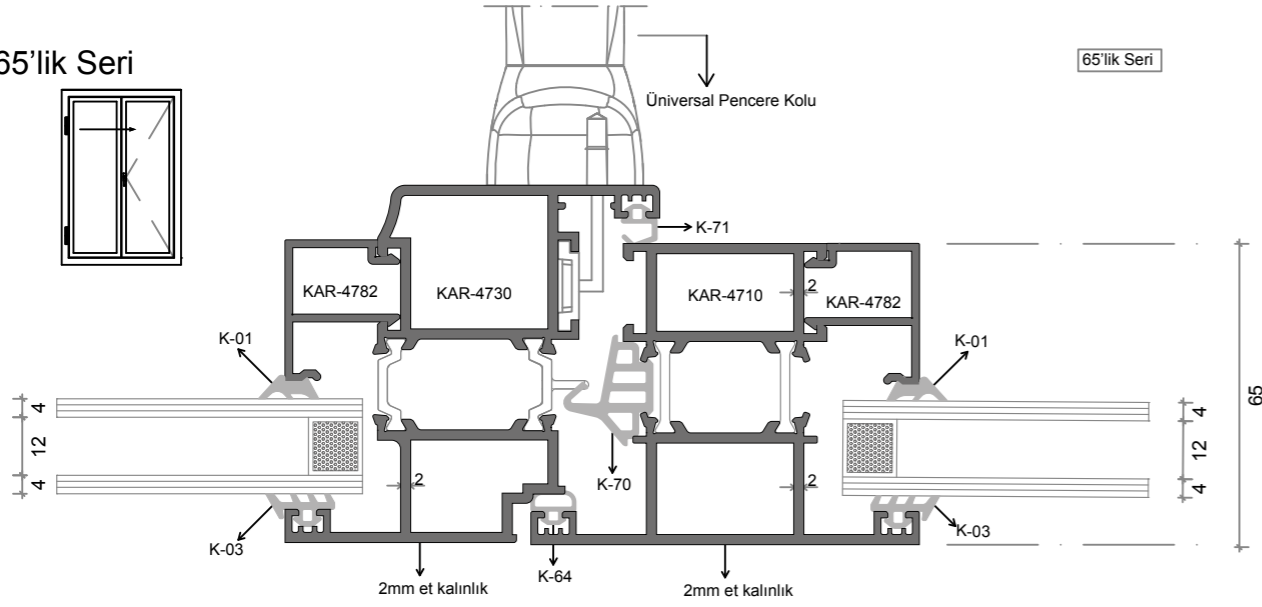 65'lik Seri
65'lik Seri
Üniversal Pencere Kolu
K-71
KAR-4782
KAR-4730
KAR-4710
2
KAR-4782
K-01
K-01
65
4
12
4
4
12
4
2
K-70
2
K-03
K-64
K-03
2mm et kalınlık
2mm et kalınlık